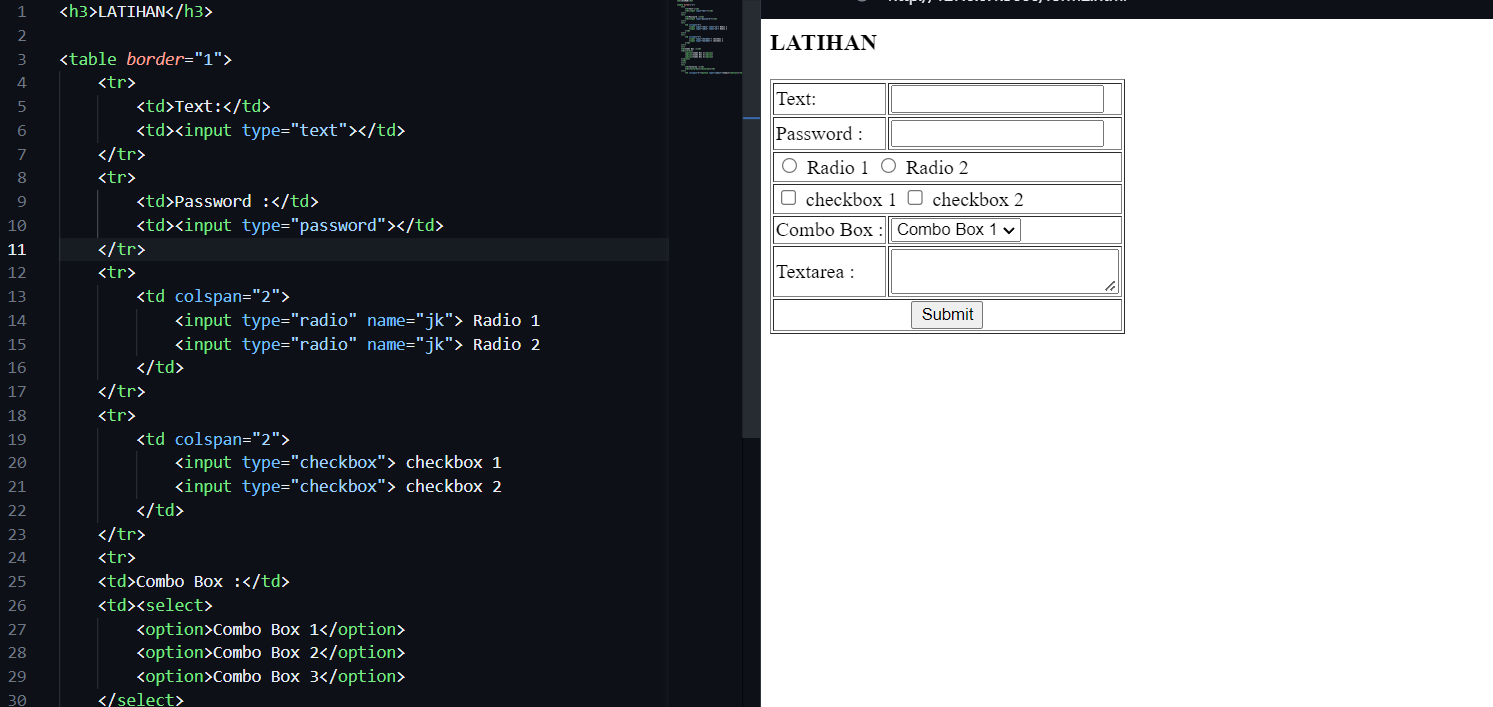 1 <h3>LATIHAN</h3>
2
3 <table border="1">
4 <tr>
5 <td>Text:</td>
6 <td><input type="text"></td>
7 </tr>
8 <tr>
9 <td>Password :</td>
10 <td><input type="password"></td>
11 </tr>
12 <tr>
13 <td colspan="2">
14 <input type="radio" name="jk"> Radio 1
15 <input type="radio" name="jk"> Radio 2
16 </td>
17 </tr>
18 <tr>
19 <td colspan="2">
20 <input type="checkbox"> checkbox 1
21 <input type="checkbox"> checkbox 2
22 </td>
23 </tr>
24 <tr>
25 <td>Combo Box :</td>
26 <td><select>
27 <option>Combo Box 1</option>
28 <option>Combo Box 2</option>
29 <option>Combo Box 3</option>
30 </select>
LATIHAN
Text:
Password :
Radio 1 Radio 2
checkbox 1 checkbox 2
Combo Box : Combo Box 1
Textarea :
Submit